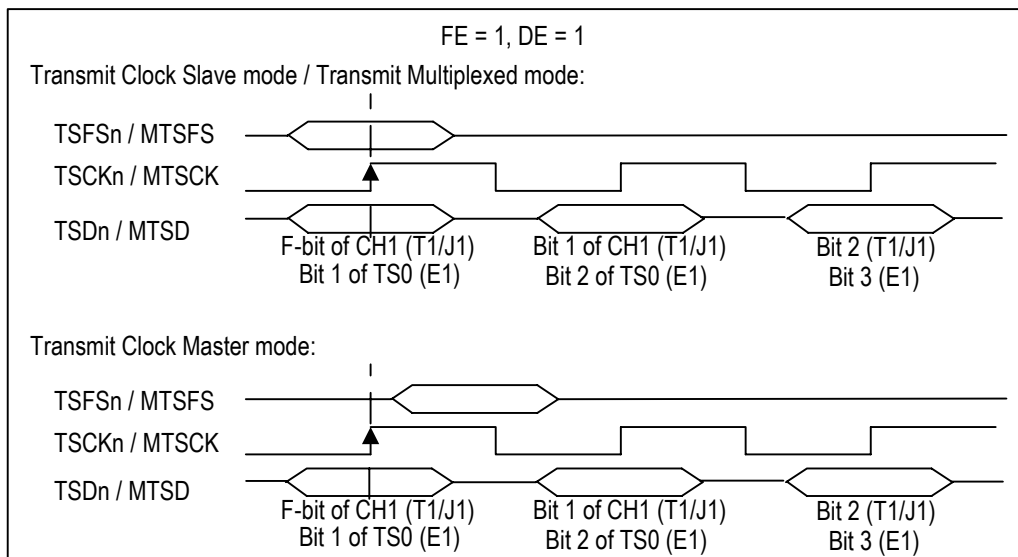 FE = 1, DE = 1
Transmit Clock Slave mode / Transmit Multiplexed mode:
TSFSn / MTSFS
TSCKn / MTSCK
TSDn / MTSD
F-bit of CH1 (T1/J1) Bit 1 of CH1 (T1/J1) Bit 2 (T1/J1)
Bit 1 of TS0 (E1) Bit 2 of TS0 (E1) Bit 3 (E1)
Transmit Clock Master mode:
TSFSn / MTSFS
TSCKn / MTSCK
TSDn / MTSD
F-bit of CH1 (T1/J1) Bit 1 of CH1 (T1/J1) Bit 2 (T1/J1)
Bit 1 of TS0 (E1) Bit 2 of TS0 (E1) Bit 3 (E1)